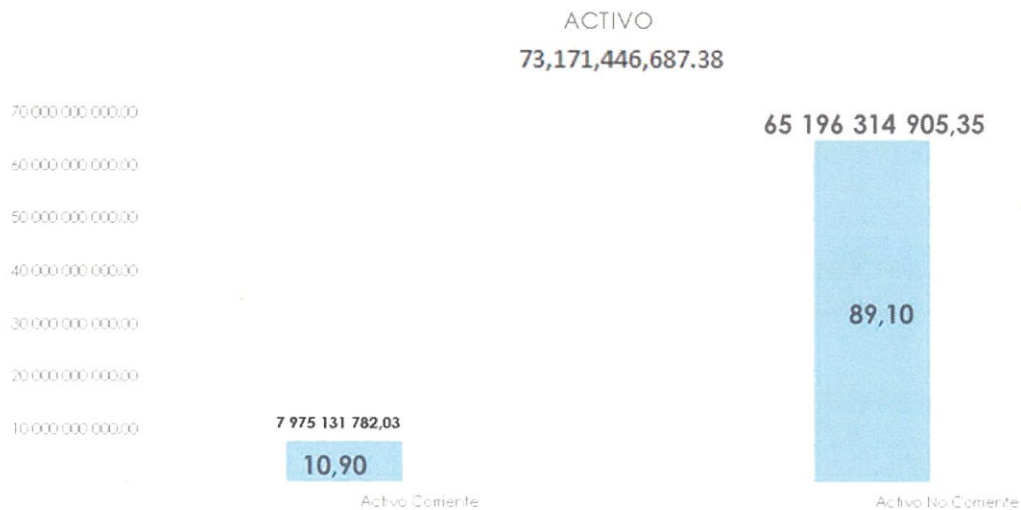 ACTIVO
73,171,446,687.38
70 000 000 000.00
65 196 314 905,35
60 000 000 000.00
50 000 000 000.00
40 000 000 000.00
30 000 000 000.00
89,10
20 000 000 000.00
7 975 131 782,03
10 000 000 000.00
10,90
Activo Corriente
Activo No Corriente